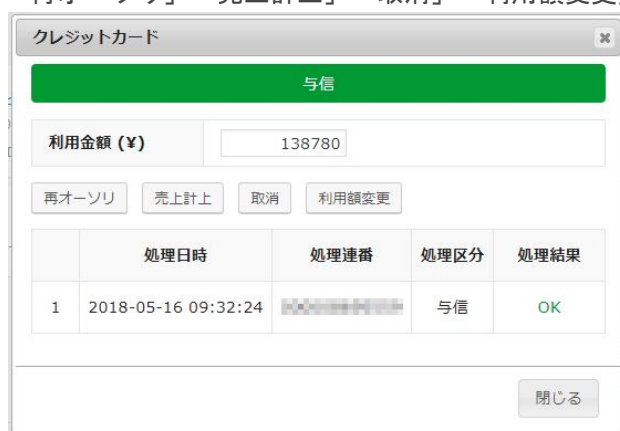 クレジットカード
与信
利用金額 (¥) 138780
再オーソリ 売上計上 取消 利用額変更
処理日時 処理連番 処理区分 処理結果
1 2018-05-16 09:32:24 与信 OK
閉じる